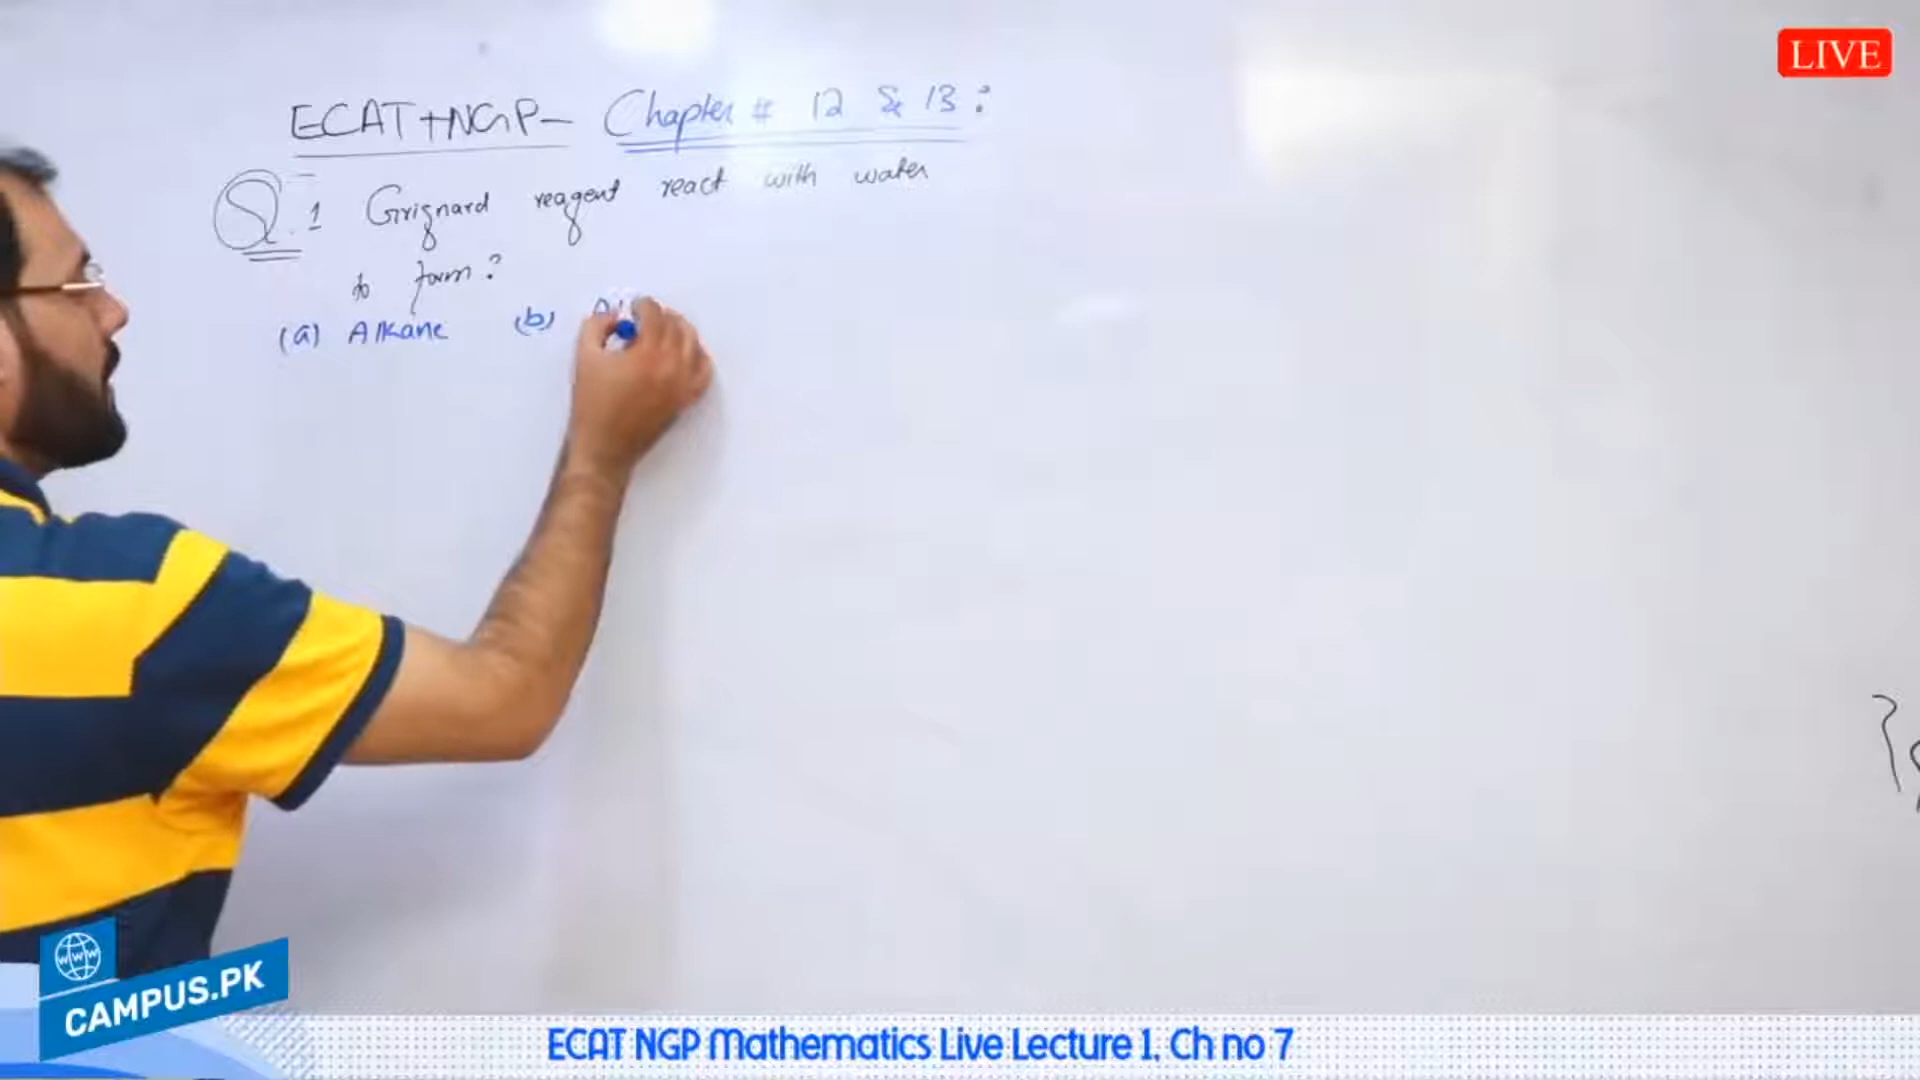 LIVE
ECAT+NGP- Chapter # 12 & 13:
Q.1 Grignard reagent react with water
to form?
(a) Alkane (b)
www
CAMPUS.PK
ECAT NGP Mathematics Live Lecture 1, Ch no 7